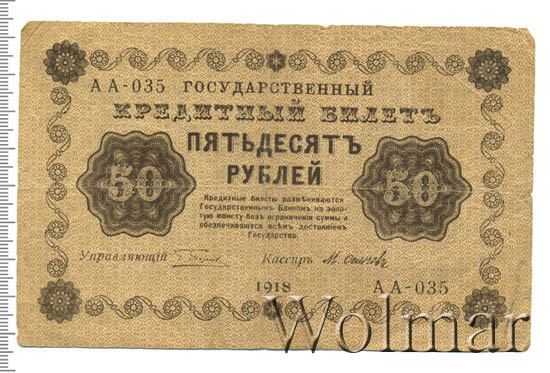 АА-035 ГОСУДАРСТВЕННЫЙ
КРЕДИТНЫЙ БИЛЕТЪ
ПЯТЬДЕСЯТЪ
РУБЛЕЙ
50 50
Кредитные билеты размѣниваются
Государственнымъ Банкомъ на золо-
тую монету безъ ограниченія суммы и
обезпечиваются всѣмъ достояніемъ
Государства.
Управляющій Кассиръ
1918 АА-035
Wolmar